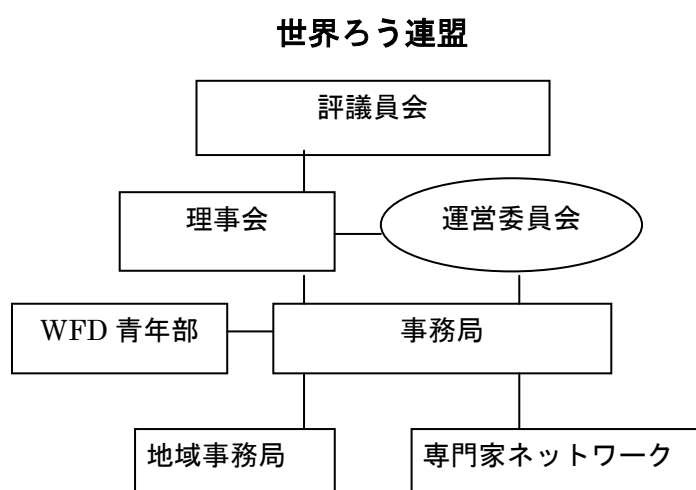 世界ろう連盟
評議員会
理事会
運営委員会
WFD 青年部
事務局
地域事務局
専門家ネットワーク